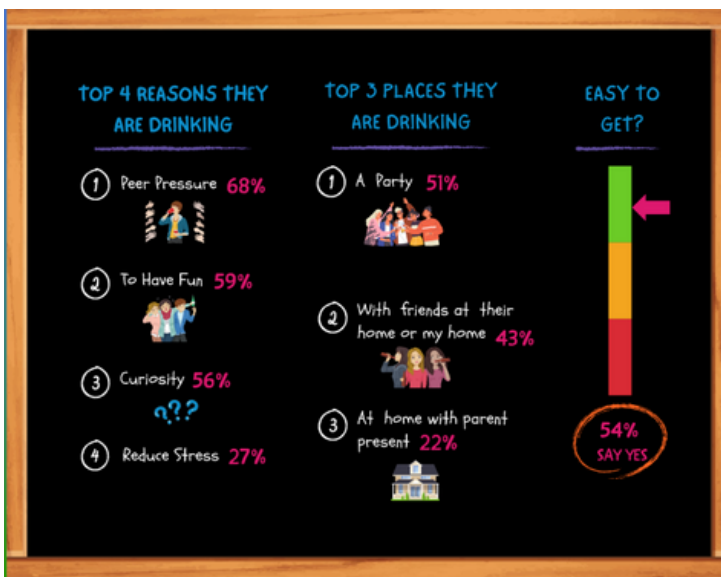 TOP 4 REASONS THEY
ARE DRINKING
1 Peer Pressure 68%
2 To Have Fun 59%
3 Curiosity 56%
???
4 Reduce Stress 27%
TOP 3 PLACES THEY
ARE DRINKING
1 A Party 51%
2 With friends at their
home or my home 43%
3 At home with parent
present 22%
EASY TO
GET?
54%
SAY YES